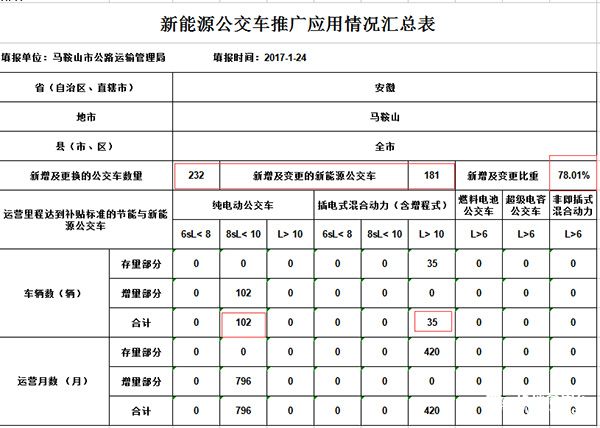 新能源公交车推广应用情况汇总表
填报单位：马鞍山市公路运输管理局 填报时间：2017-1-24
省（自治区、直辖市） 安徽
地市 马鞍山
县（市、区） 全市
新增及更换的公交车数量 232 新增及变更的新能源公交车 181 新增及变更比重 78.01%
运营里程达到补贴标准的节能与新能源公交车 纯电动公交车 插电式混合动力（含增程式） 燃料电池公交车 超级电容公交车 非即插式混合动力
6≤L< 8 8≤L< 10 L> 10 6≤L< 8 8≤L< 10 L> 10 L>6 L>6 L>6
车辆数（辆） 存量部分 0 0 0 0 0 35 0 0 0
增量部分 0 102 0 0 0 0 0 0 0
合计 0 102 0 0 0 35 0 0 0
运营月数 （月） 存量部分 0 0 0 0 0 420 0 0 0
增量部分 0 796 0 0 0 0 0 0 0
合计 0 796 0 0 0 420 0 0 0